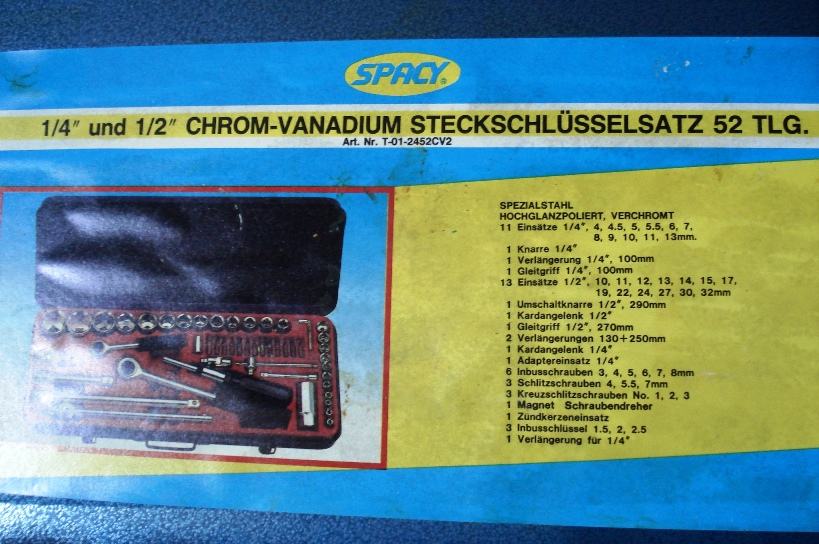 SPACY®
1/4″ und 1/2″ CHROM-VANADIUM STECKSCHLÜSSELSATZ 52 TLG.
Art. Nr. T-01-2452CV2
SPEZIALSTAHL
HOCHGLANZPOLIERT, VERCHROMT
11 Einsätze 1/4″, 4, 4.5, 5, 5.5, 6, 7,
8, 9, 10, 11, 13mm.
1 Knarre 1/4″
1 Verlängerung 1/4″, 100mm
1 Gleitgriff 1/4″, 100mm
13 Einsätze 1/2″, 10, 11, 12, 13, 14, 15, 17,
19, 22, 24, 27, 30, 32mm
1 Umschaltknarre 1/2″, 290mm
1 Kardangelenk 1/2″
1 Gleitgriff 1/2″, 270mm
2 Verlängerungen 130+250mm
1 Kardangelenk 1/4″
1 Adaptereinsatz 1/4″
6 Inbusschrauben 3, 4, 5, 6, 7, 8mm
3 Schlitzschrauben 4, 5.5, 7mm
3 Kreuzschlitzschrauben No. 1, 2, 3
1 Magnet Schraubendreher
1 Zündkerzeneinsatz
3 Inbusschlüssel 1.5, 2, 2.5
1 Verlängerung für 1/4″